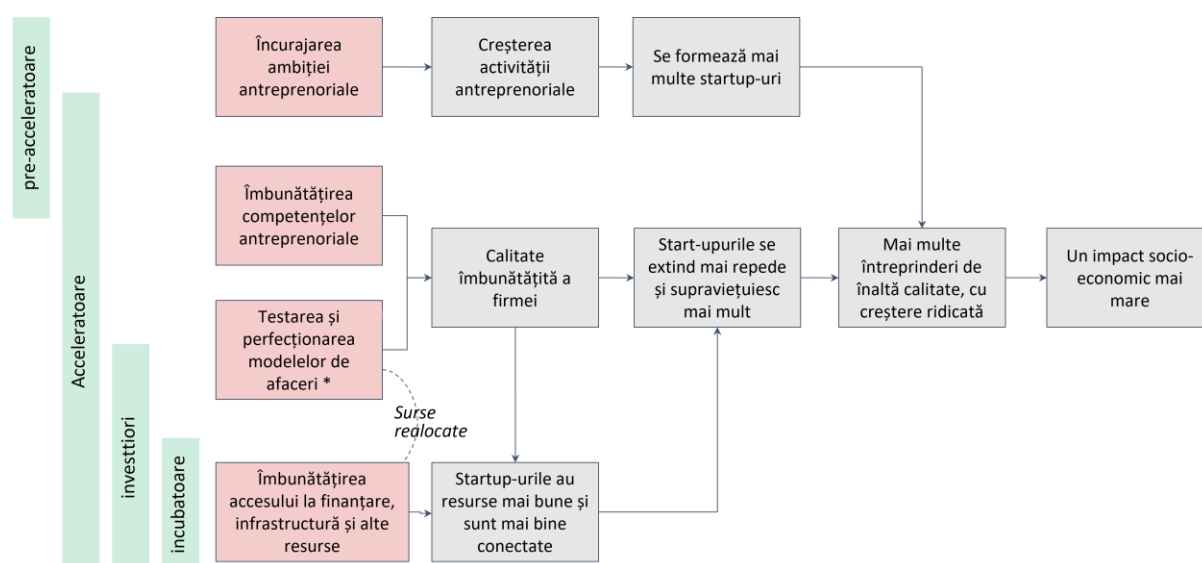 pre-acceleratoare
Acceleratoare
investtiori
incubatoare
Încurajarea
ambiției
antreprenoriale
Creșterea
activității
antreprenoriale
Se formează mai
multe startup-uri
Îmbunătățirea
competențelor
antreprenoriale
Testarea și
perfecționarea
modelelor de
afaceri *
Calitate
îmbunătățită a
firmei
Start-upurile se
extind mai repede
și supraviețuiesc
mai mult
Mai multe
întreprinderi de
înaltă calitate, cu
creștere ridicată
Un impact socio-
economic mai
mare
Surse
realocate
Îmbunătățirea
accesului la finanțare,
infrastructură și alte
resurse
Startup-urile au
resurse mai bune și
sunt mai bine
conectate